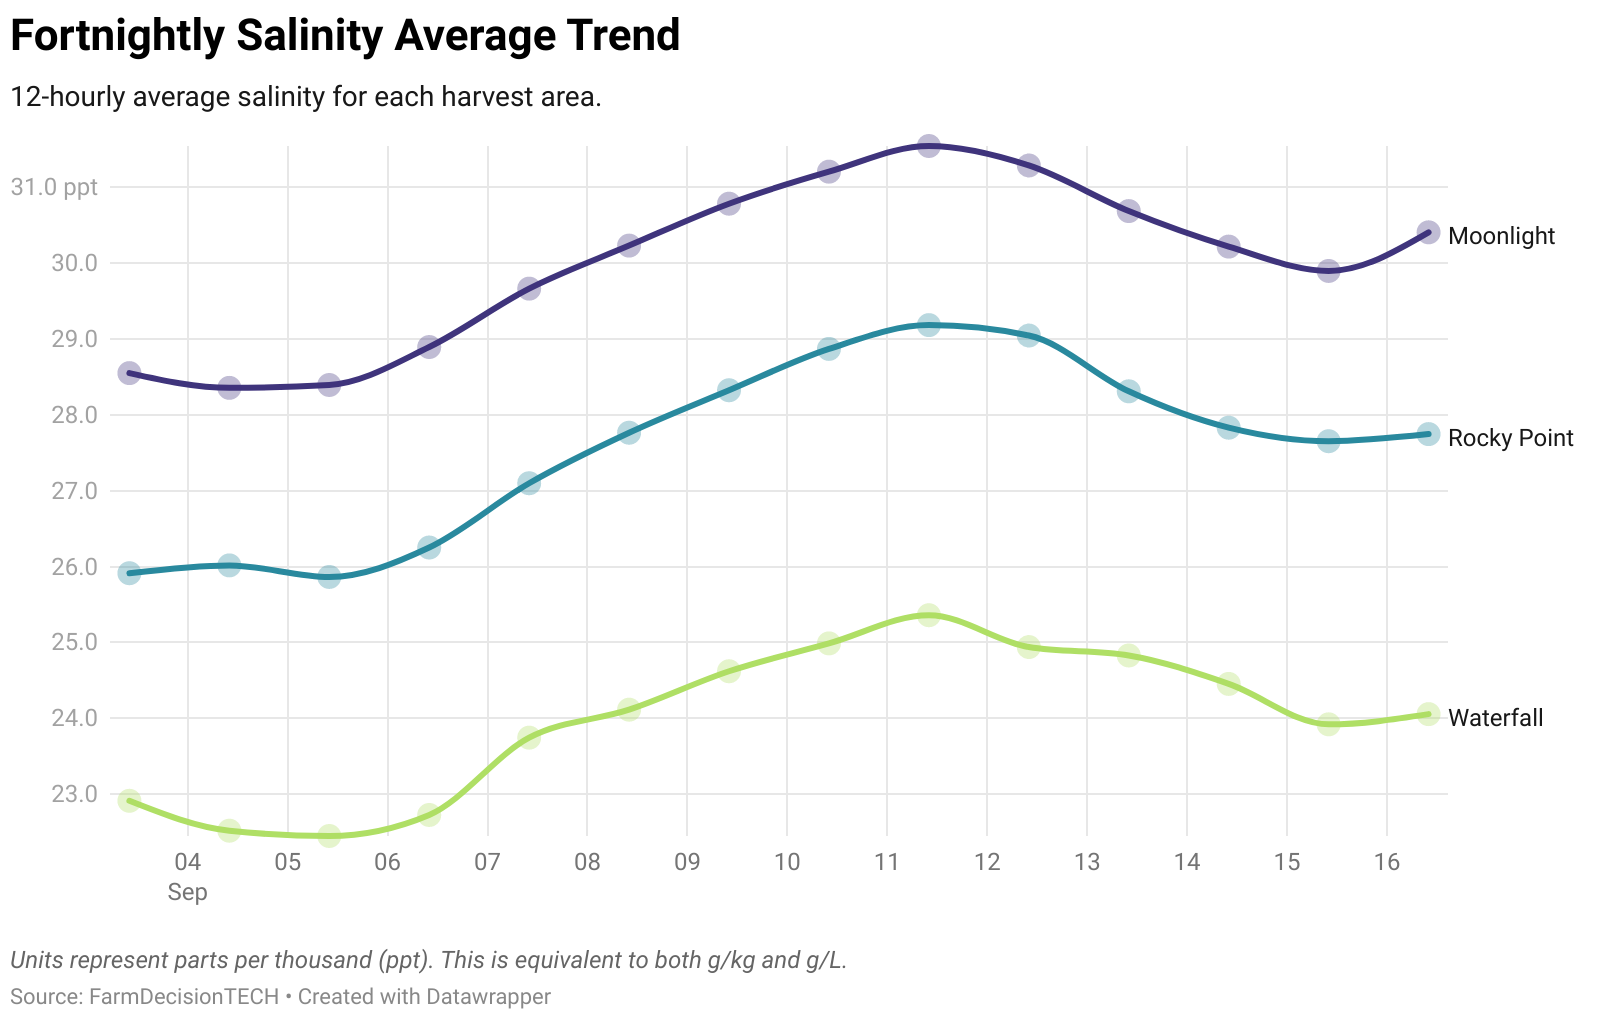 Fortnightly Salinity Average Trend
12-hourly average salinity for each harvest area.
31.0 ppt
30.0
29.0
28.0
27.0
26.0
25.0
24.0
23.0
Moonlight
Rocky Point
Waterfall
04 05 06 07 08 09 10 11 12 13 14 15 16
Sep
Units represent parts per thousand (ppt). This is equivalent to both g/kg and g/L.
Source: FarmDecisionTECH • Created with Datawrapper